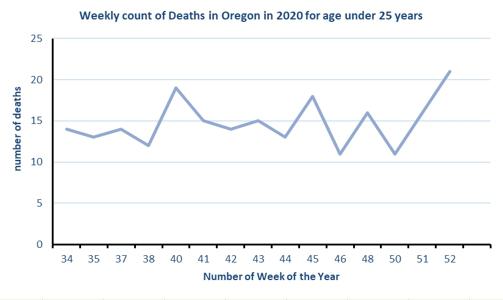 Weekly count of Deaths in Oregon in 2020 for age under 25 years
25
20
15
10
5
0
number of deaths
34 35 37 38 40 41 42 43 44 45 46 48 50 51 52
Number of Week of the Year